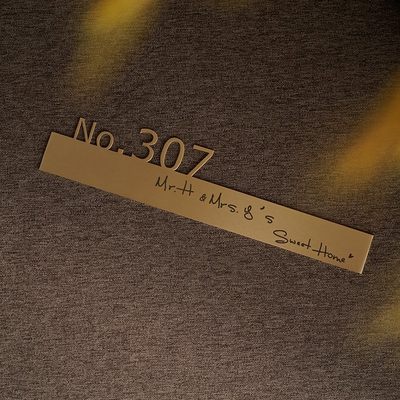 No.307
Mr.H & Mrs. y's
Sweet Home